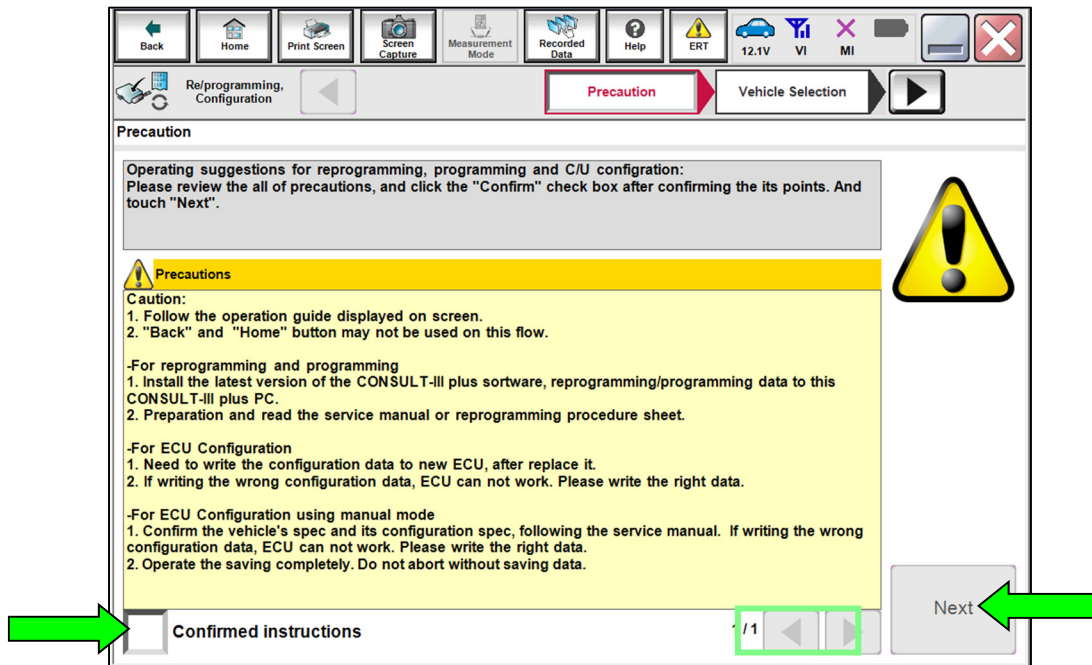 Back
Home
Print Screen
Screen
Capture
Measurement
Mode
Recorded
Data
Help
ERT
12.1V
VI
MI
Re/programming,
Configuration
Precaution
Vehicle Selection
Precaution
Operating suggestions for reprogramming, programming and C/U configration:
Please review the all of precautions, and click the "Confirm" check box after confirming the its points. And
touch "Next".
Precautions
Caution:
1. Follow the operation guide displayed on screen.
2. "Back" and "Home" button may not be used on this flow.
-For reprogramming and programming
1. Install the latest version of the CONSULT-III plus sortware, reprogramming/programming data to this
CONSULT-III plus PC.
2. Preparation and read the service manual or reprogramming procedure sheet.
-For ECU Configuration
1. Need to write the configuration data to new ECU, after replace it.
2. If writing the wrong configuration data, ECU can not work. Please write the right data.
-For ECU Configuration using manual mode
1. Confirm the vehicle's spec and its configuration spec, following the service manual. If writing the wrong
configuration data, ECU can not work. Please write the right data.
2. Operate the saving completely. Do not abort without saving data.
Next
Confirmed instructions
1/1